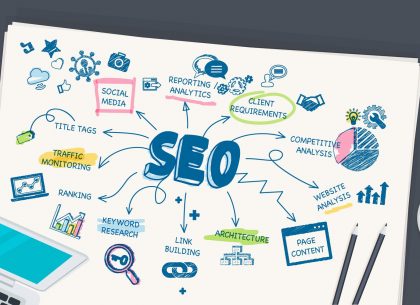 SOCIAL
MEDIA
REPORTING /
ANALYTICS
CLIENT
REQUIREMENTS
TITLE TAGS
COMPETITIVE
ANALYSIS
TRAFFIC
MONITORING
SEO
RANKING
WEBSITE
ANALYSIS
KEYWORD
RESEARCH
LINK
BUILDING
ARCHITECTURE
PAGE
CONTENT